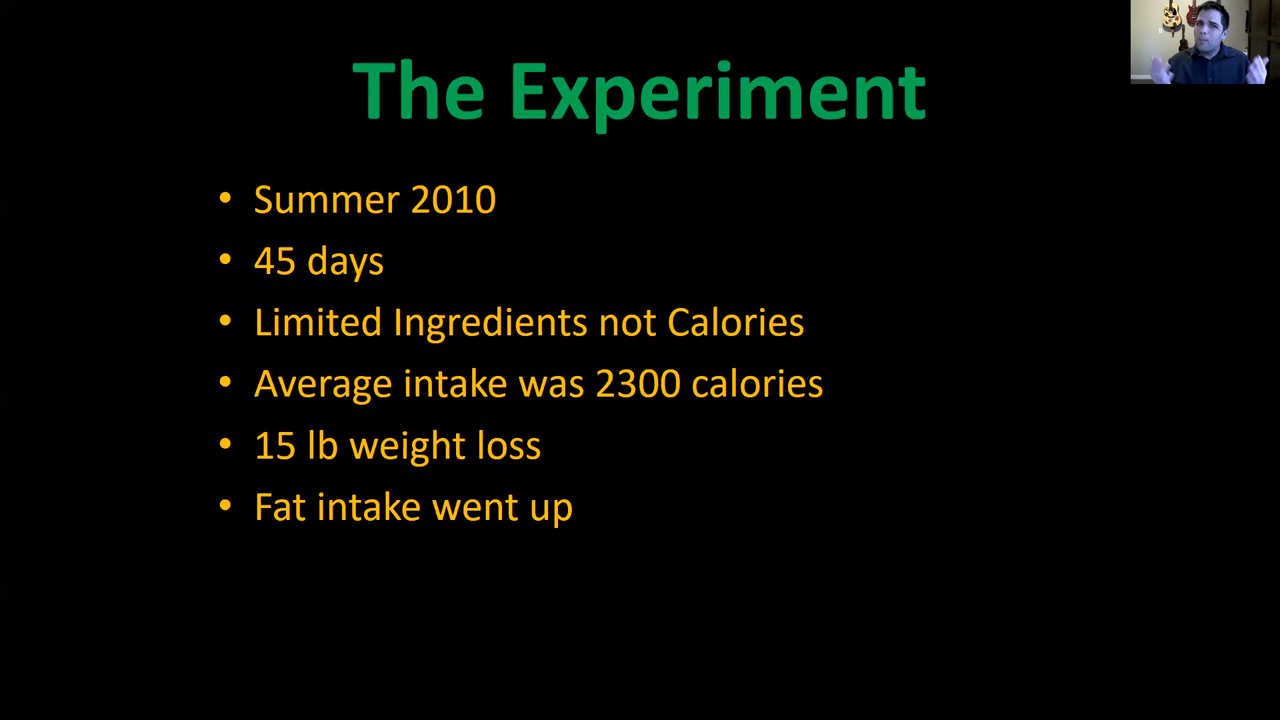 The Experiment
• Summer 2010
• 45 days
• Limited Ingredients not Calories
• Average intake was 2300 calories
• 15 lb weight loss
• Fat intake went up